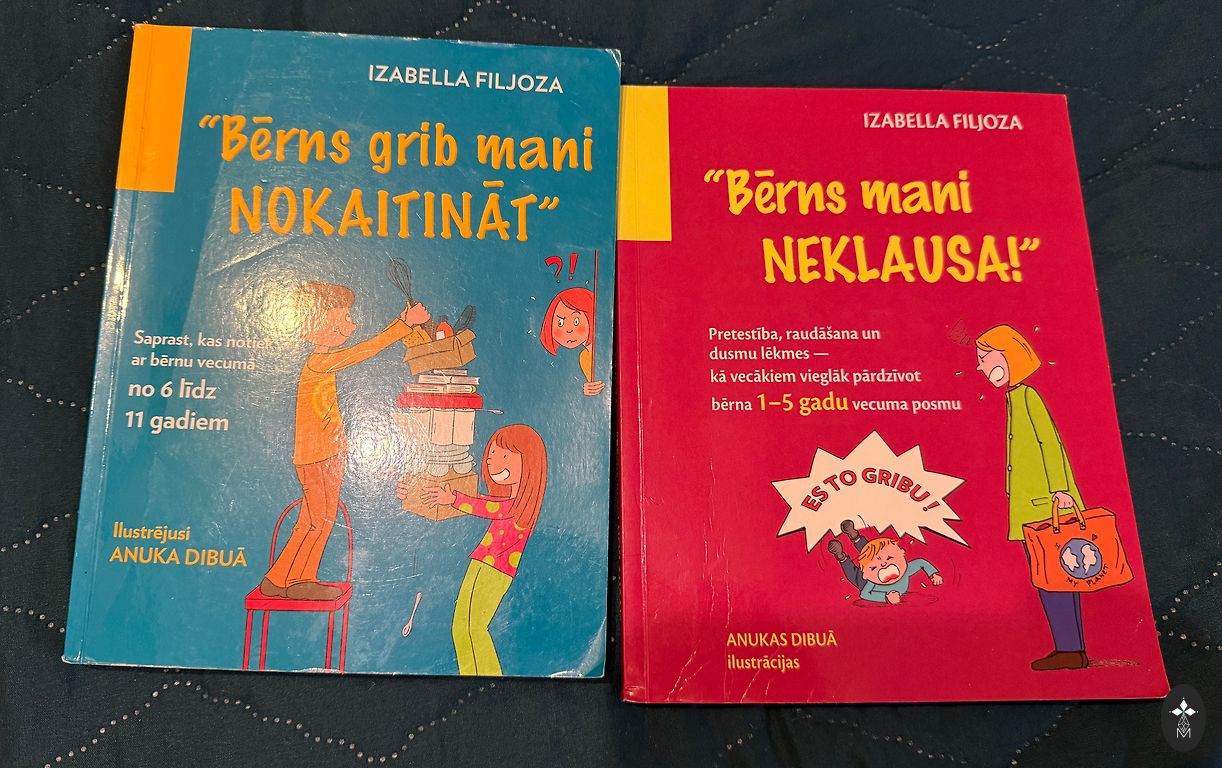 IZABELLA FILJOZA
"Bērns grib mani
NOKAITINĀT"
?!
Saprast, kas notiek
ar bērnu vecumā
no 6 līdz
11 gadiem
Ilustrējusi
ANUKA DIBUĀ
IZABELLA FILJOZA
"Bērns mani
NEKLAUSA!"
Pretestība, raudāšana un
dusmu lēkmes —
kā vecākiem vieglāk pārdzīvot
bērna 1–5 gadu vecuma posmu
ES TO GRIBU!
I
MY PLANET
ANUKAS DIBUĀ
ilustrācijas
M